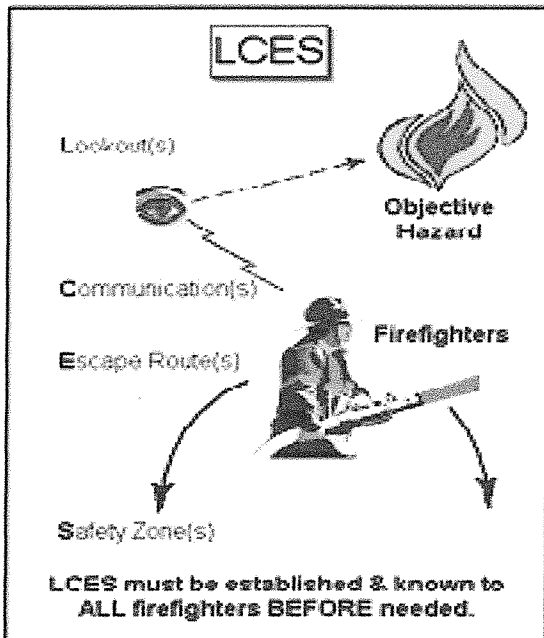 LCES
Lookout(s)
Objective
Hazard
Communication(s)
Firefighters
Escape Route(s)
Safety Zone(s)
LCES must be established & known to
ALL firefighters BEFORE needed.